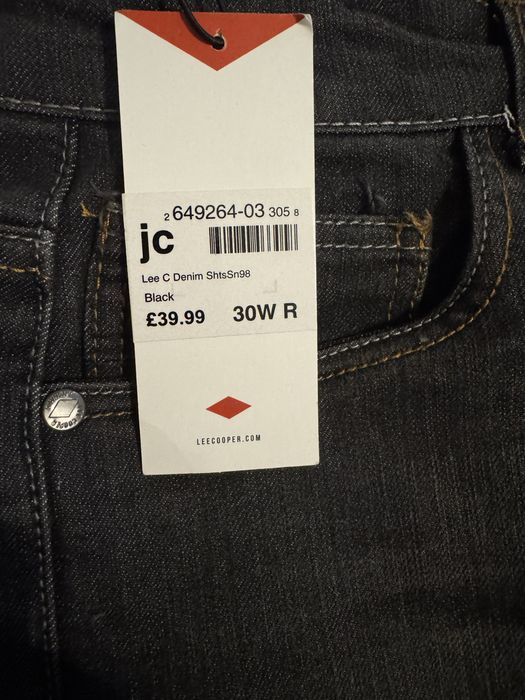 2 649264-03 305 8
jc
Lee C Denim ShtsSn98
Black
£39.99 30W R
LEECOOPER.COM